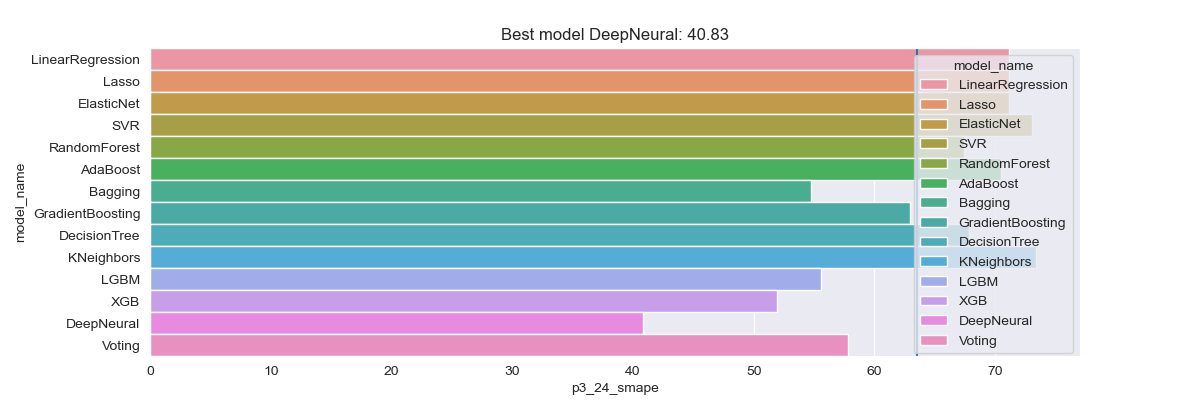 Best model DeepNeural: 40.83
model_name
LinearRegression
Lasso
ElasticNet
SVR
RandomForest
AdaBoost
Bagging
GradientBoosting
DecisionTree
KNeighbors
LGBM
XGB
DeepNeural
Voting
model_name
LinearRegression
Lasso
ElasticNet
SVR
RandomForest
AdaBoost
Bagging
GradientBoosting
DecisionTree
KNeighbors
LGBM
XGB
DeepNeural
Voting
0 10 20 30 40 50 60 70
p3_24_smape